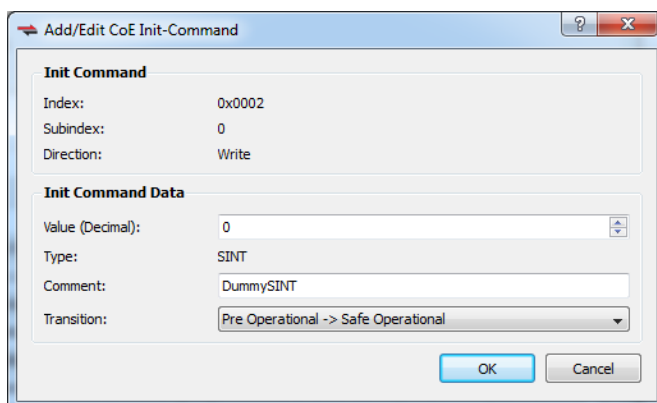 Add/Edit CoE Init-Command
Init Command
Index: 0x0002
Subindex: 0
Direction: Write
Init Command Data
Value (Decimal): 0
Type: SINT
Comment: DummySINT
Transition: Pre Operational -> Safe Operational
OK Cancel